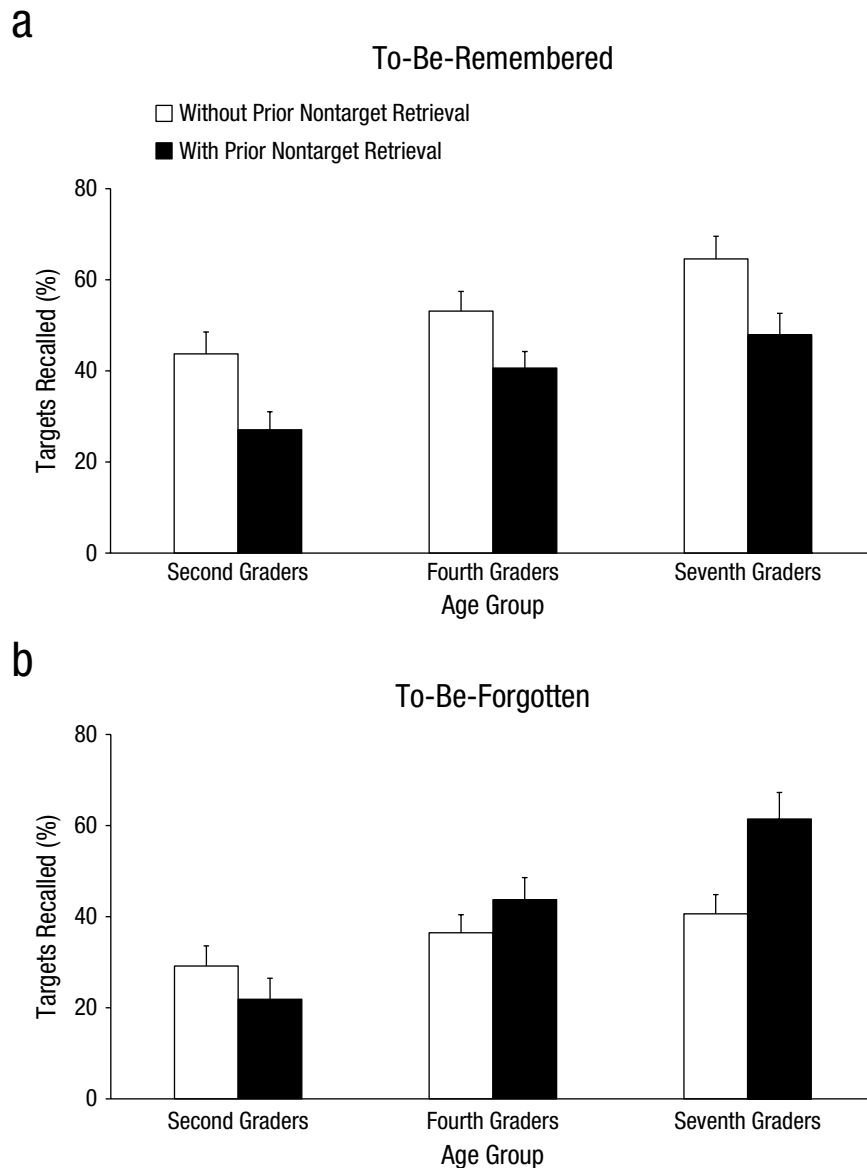 a
To-Be-Remembered
Without Prior Nontarget Retrieval
With Prior Nontarget Retrieval
80
60
40
20
0
Targets Recalled (%)
Second Graders Fourth Graders Seventh Graders
Age Group
b
To-Be-Forgotten
80
60
40
20
0
Targets Recalled (%)
Second Graders Fourth Graders Seventh Graders
Age Group